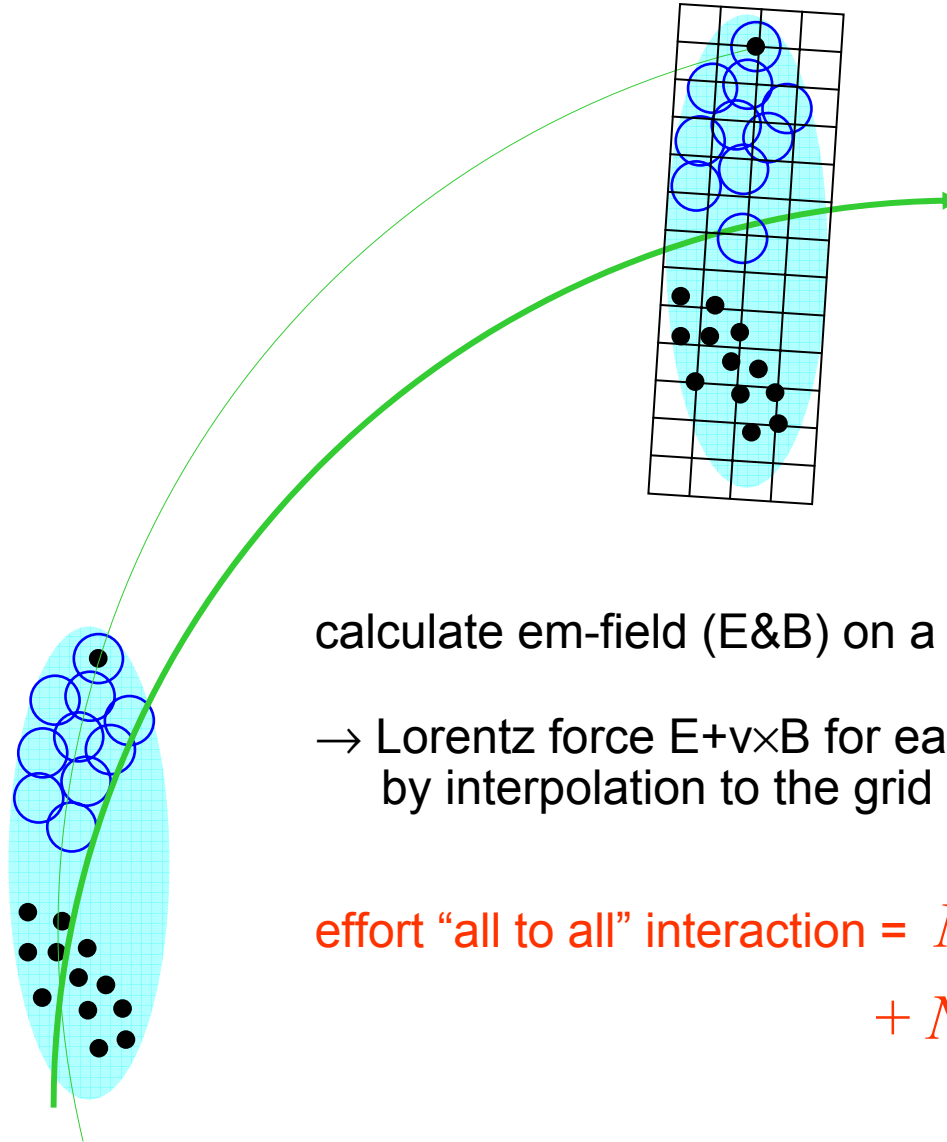 calculate em-field (E&B) on a
→ Lorentz force E+v×B for ea
by interpolation to the grid
effort “all to all” interaction =
+